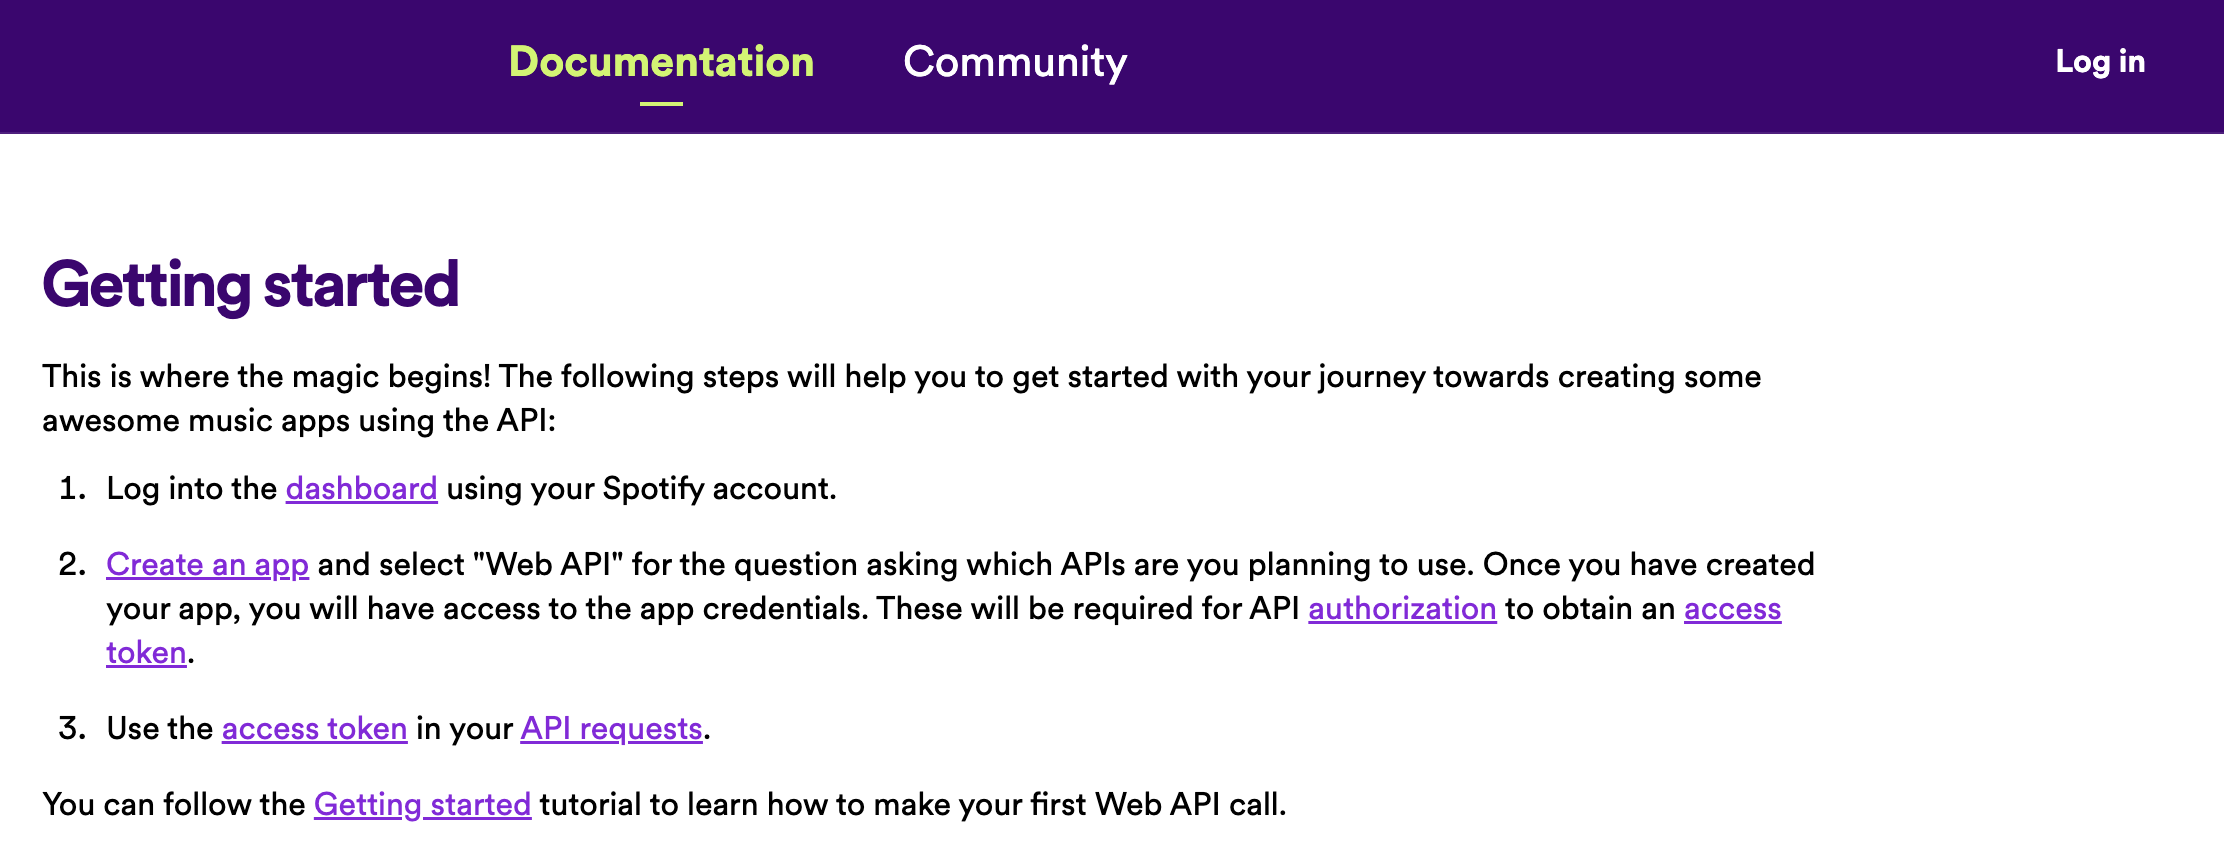 Documentation Community Log in
Getting started
This is where the magic begins! The following steps will help you to get started with your journey towards creating some
awesome music apps using the API:
1. Log into the dashboard using your Spotify account.
2. Create an app and select "Web API" for the question asking which APIs are you planning to use. Once you have created
your app, you will have access to the app credentials. These will be required for API authorization to obtain an access
token.
3. Use the access token in your API requests.
You can follow the Getting started tutorial to learn how to make your first Web API call.